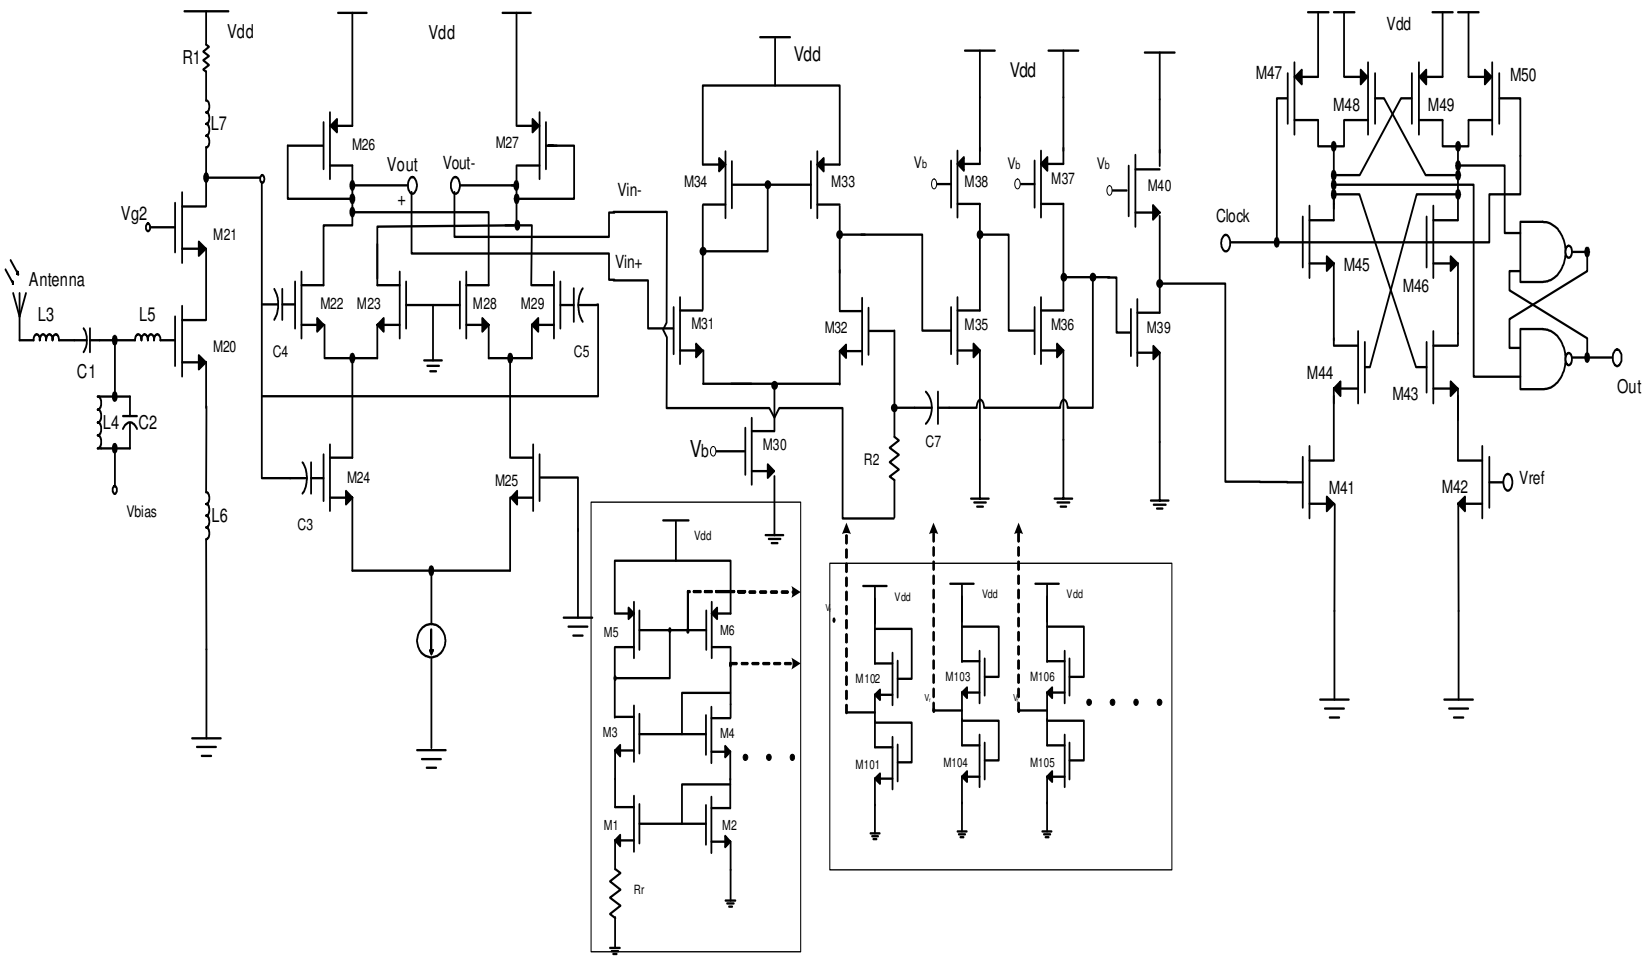 Vdd
R1
L7
Vg2
M21
Antenna
L3
L5
C1
M20
L4
C2
Vbias
L6
Vdd
M26
M27
Vout
+
Vout-
M22
M23
M28
M29
C4
C5
M24
M25
C3
Vin-
Vin+
Vdd
M34
M33
M31
M32
Vb
M30
R2
C7
Vdd
Vb
M38
Vb
M37
Vb
M40
M35
M36
M39
Vdd
M47
M48
M49
M50
Clock
M45
M46
M44
M43
M41
M42
Vref
Out
Vdd
M5
M6
M3
M4
M1
M2
Rr
Vdd
Vdd
Vdd
M102
M103
M106
M101
M104
M105